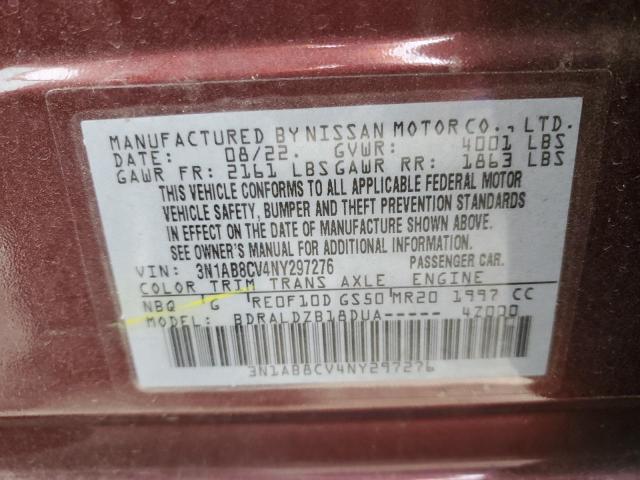 MANUFACTURED BY NISSAN MOTOR CO., LTD.
DATE: 08/22. GVWR: 4001 LBS
GAWR FR: 2161 LBS GAWR RR: 1863 LBS
THIS VEHICLE CONFORMS TO ALL APPLICABLE FEDERAL MOTOR
VEHICLE SAFETY, BUMPER AND THEFT PREVENTION STANDARDS
IN EFFECT ON THE DATE OF MANUFACTURE SHOWN ABOVE.
SEE OWNER'S MANUAL FOR ADDITIONAL INFORMATION.
VIN: 3N1AB8CV4NY297276 PASSENGER CAR.
COLOR TRIM TRANS AXLE ENGINE
NBQ G RE0F10D GS50 MR20 1997 CC
MODEL: BDRALDZB18DUA----- 4Z000
3N1AB8CV4NY297276